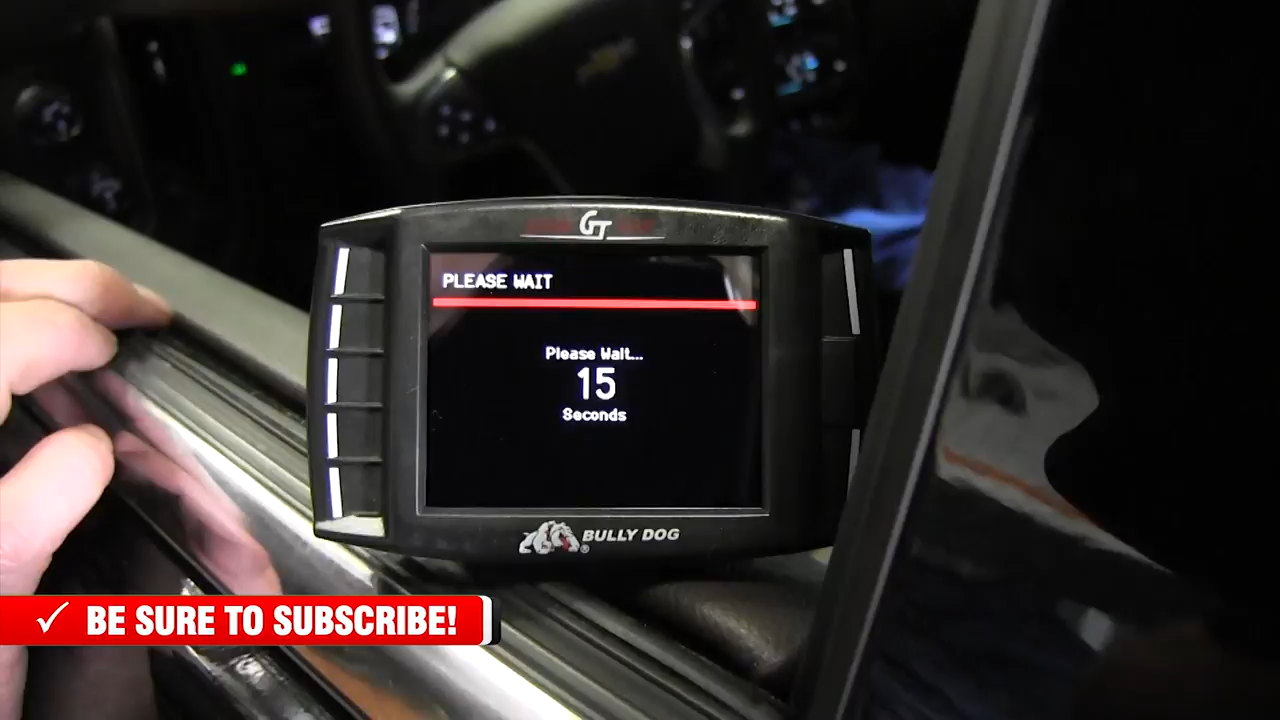 GT
PLEASE WAIT
Please Wait...
15
Seconds
BULLY DOG
®
✓ BE SURE TO SUBSCRIBE!